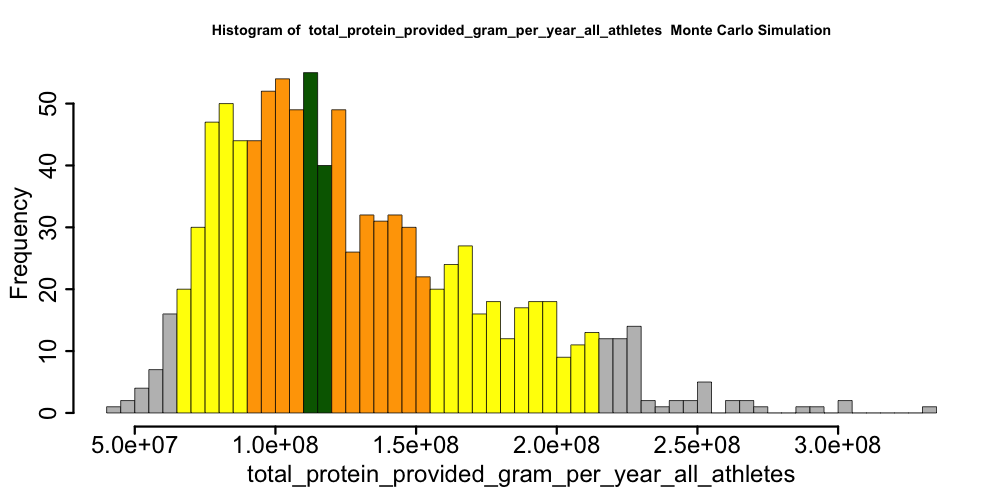 Histogram of total_protein_provided_gram_per_year_all_athletes Monte Carlo Simulation
Frequency
50
40
30
20
10
0
5.0e+07 1.0e+08 1.5e+08 2.0e+08 2.5e+08 3.0e+08
total_protein_provided_gram_per_year_all_athletes